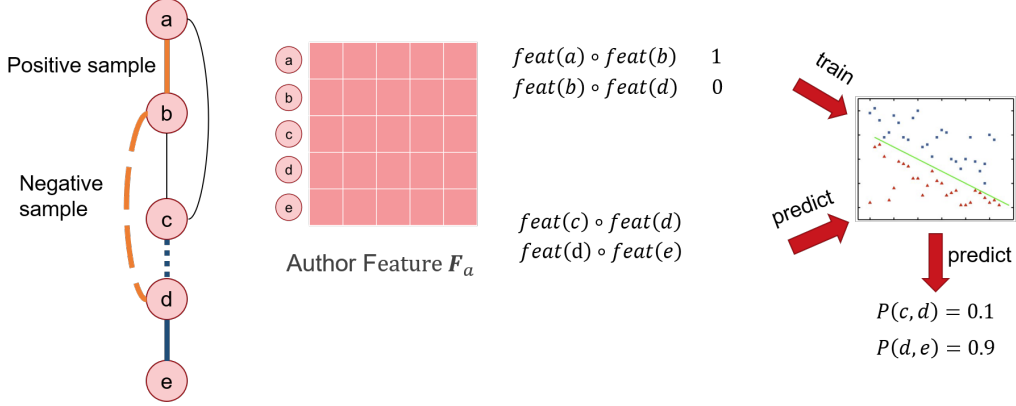 a
Positive sample
b
Negative
sample
c
d
e
a
b
c
d
e
Author Feature 𝑭ₐ
𝑓𝑒𝑎𝑡(𝑎) ∘ 𝑓𝑒𝑎𝑡(𝑏) 1
𝑓𝑒𝑎𝑡(𝑏) ∘ 𝑓𝑒𝑎𝑡(𝑑) 0
𝑓𝑒𝑎𝑡(𝑐) ∘ 𝑓𝑒𝑎𝑡(𝑑)
𝑓𝑒𝑎𝑡(d) ∘ 𝑓𝑒𝑎𝑡(𝑒)
train
predict
predict
𝑃(𝑐, 𝑑) = 0.1
𝑃(𝑑, 𝑒) = 0.9